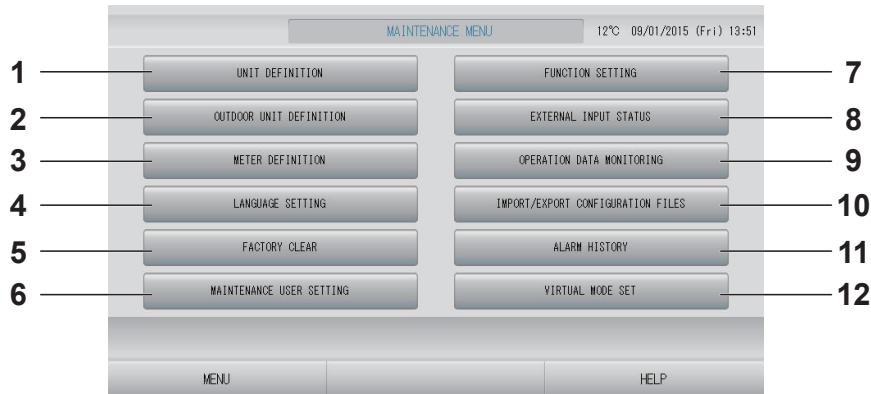 MAINTENANCE MENU 12℃ 09/01/2015 (Fri) 13:51
1 UNIT DEFINITION FUNCTION SETTING 7
2 OUTDOOR UNIT DEFINITION EXTERNAL INPUT STATUS 8
3 METER DEFINITION OPERATION DATA MONITORING 9
4 LANGUAGE SETTING IMPORT/EXPORT CONFIGURATION FILES 10
5 FACTORY CLEAR ALARM HISTORY 11
6 MAINTENANCE USER SETTING VIRTUAL MODE SET 12
MENU HELP